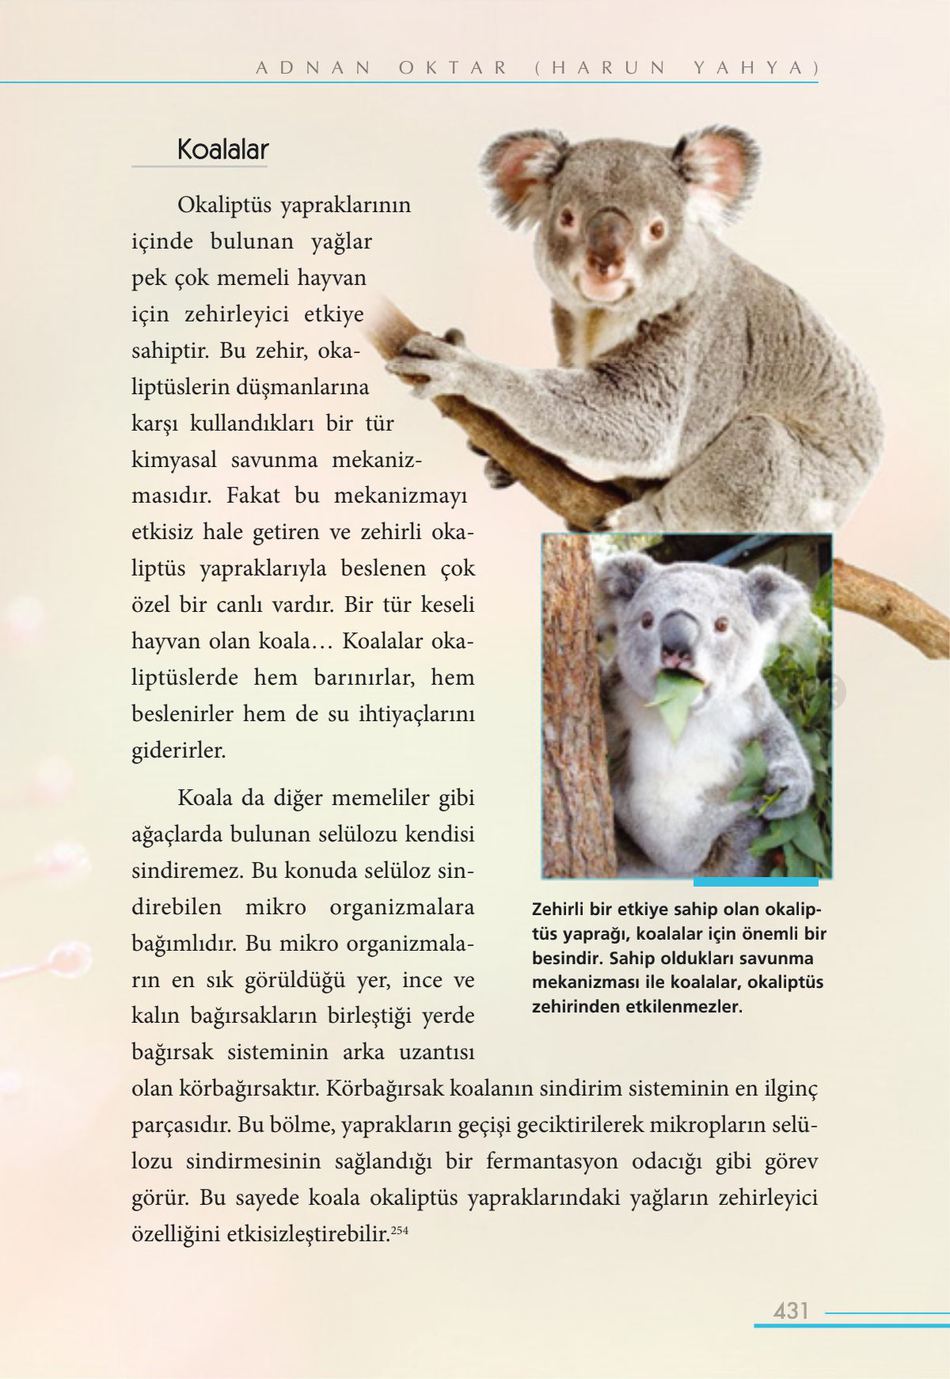 ADNAN OKTAR (HARUN YAHYA)
Koalalar
Okaliptüs yapraklarının
içinde bulunan yağlar
pek çok memeli hayvan
için zehirleyici etkiye
sahiptir. Bu zehir, oka-
liptüslerin düşmanlarına
karşı kullandıkları bir tür
kimyasal savunma mekaniz-
masıdır. Fakat bu mekanizmayı
etkisiz hale getiren ve zehirli oka-
liptüs yapraklarıyla beslenen çok
özel bir canlı vardır. Bir tür keseli
hayvan olan koala… Koalalar oka-
liptüslerde hem barınırlar, hem
beslenirler hem de su ihtiyaçlarını
giderirler.
Koala da diğer memeliler gibi
ağaçlarda bulunan selülozu kendisi
sindiremez. Bu konuda selüloz sin-
direbilen mikro organizmalara
bağımlıdır. Bu mikro organizmala-
rın en sık görüldüğü yer, ince ve
kalın bağırsakların birleştiği yerde
bağırsak sisteminin arka uzantısı
olan körbağırsaktır. Körbağırsak koalanın sindirim sisteminin en ilginç
parçasıdır. Bu bölme, yaprakların geçişi geciktirilerek mikropların selü-
lozu sindirmesinin sağlandığı bir fermantasyon odacığı gibi görev
görür. Bu sayede koala okaliptüs yapraklarındaki yağların zehirleyici
özelliğini etkisizleştirebilir.254
Zehirli bir etkiye sahip olan okalip-
tüs yaprağı, koalalar için önemli bir
besindir. Sahip oldukları savunma
mekanizması ile koalalar, okaliptüs
zehirinden etkilenmezler.
431